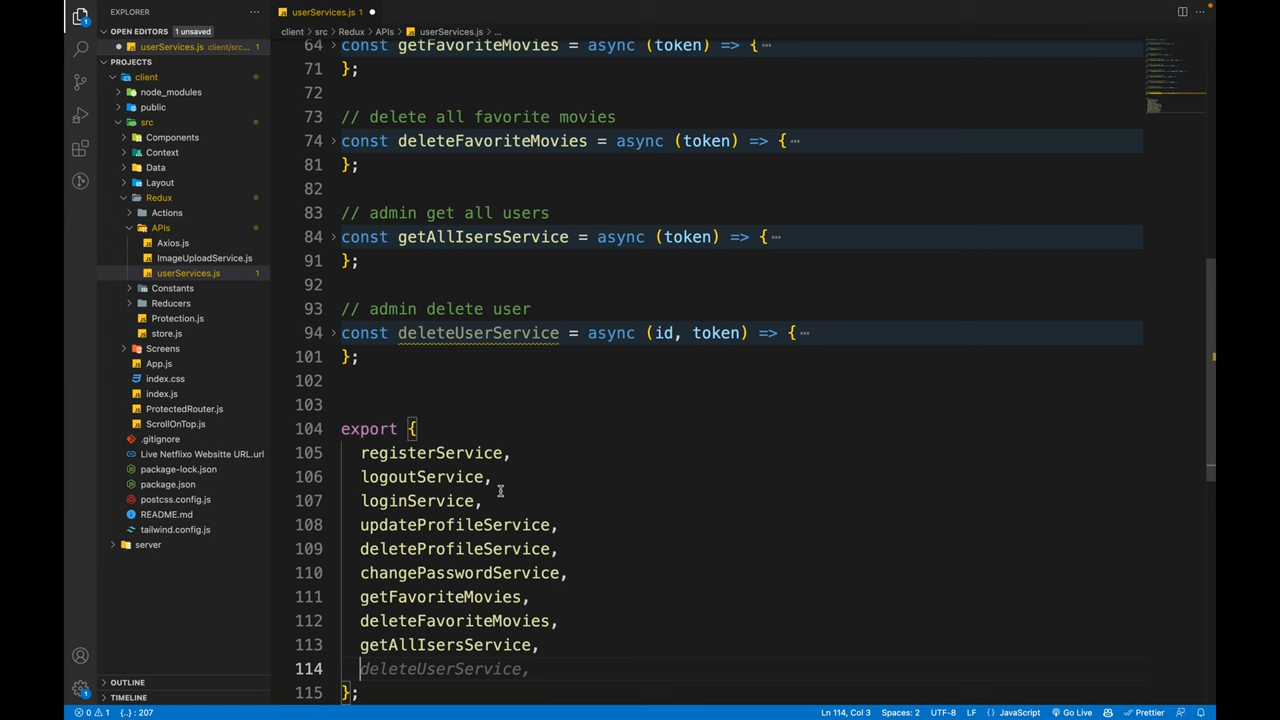 EXPLORER
userServices.js 1
OPEN EDITORS 1 unsaved
userServices.js client/src... 1
PROJECTS
client
node_modules
public
src
Components
Context
Data
Layout
Redux
Actions
APIs
Axios.js
ImageUploadService.js
userServices.js 1
Constants
Reducers
Protection.js
store.js
Screens
App.js
index.css
index.js
ProtectedRouter.js
ScrollOnTop.js
.gitignore
Live Netflixo Websitte URL.url
package-lock.json
package.json
postcss.config.js
README.md
tailwind.config.js
server
OUTLINE
TIMELINE
client > src > Redux > APIs > userServices.js > ...
64 const getFavoriteMovies = async (token) => {…
71 };
72
73 // delete all favorite movies
74 const deleteFavoriteMovies = async (token) => {…
81 };
82
83 // admin get all users
84 const getAllIsersService = async (token) => {…
91 };
92
93 // admin delete user
94 const deleteUserService = async (id, token) => {…
101 };
102
103
104 export {
105 registerService,
106 logoutService,
107 loginService,
108 updateProfileService,
109 deleteProfileService,
110 changePasswordService,
111 getFavoriteMovies,
112 deleteFavoriteMovies,
113 getAllIsersService,
114 deleteUserService,
115 };
0 1 {..} : 207 Ln 114, Col 3 Spaces: 2 UTF-8 LF {} JavaScript Go Live Prettier